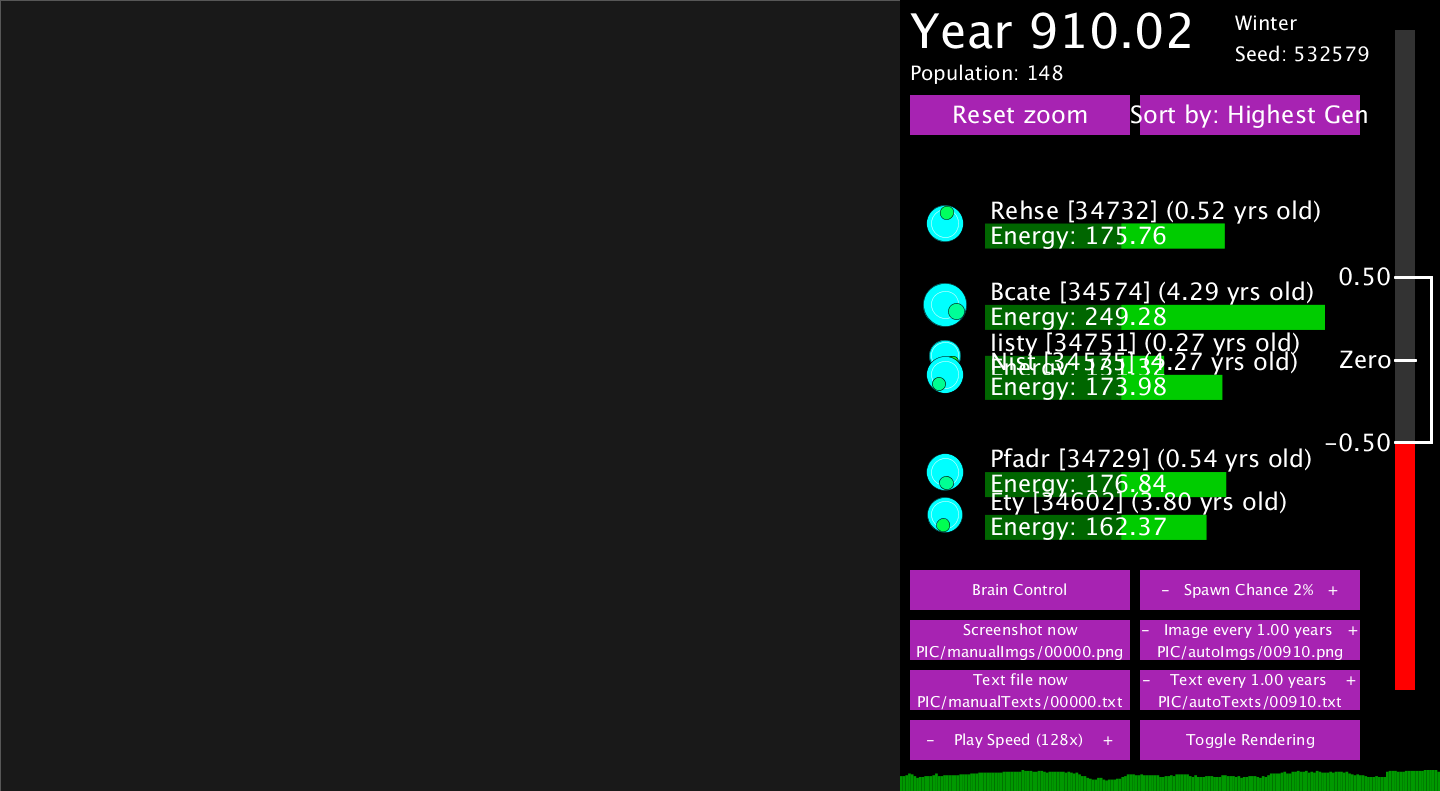 Year 910.02
Winter
Seed: 532579
Population: 148
Reset zoom
Sort by: Highest Gen
Rehse [34732] (0.52 yrs old)
Energy: 175.76
0.50
Bcate [34574] (4.29 yrs old)
Energy: 249.28
Iisty [34751] (0.27 yrs old)
Nist [34575] (4.27 yrs old)
Zero
Energy: 173.98
-0.50
Pfadr [34729] (0.54 yrs old)
Energy: 176.84
Ety [34602] (3.80 yrs old)
Energy: 162.37
Brain Control
- Spawn Chance 2% +
Screenshot now
PIC/manualImgs/00000.png
- Image every 1.00 years +
PIC/autoImgs/00910.png
Text file now
PIC/manualTexts/00000.txt
- Text every 1.00 years +
PIC/autoTexts/00910.txt
- Play Speed (128x) +
Toggle Rendering